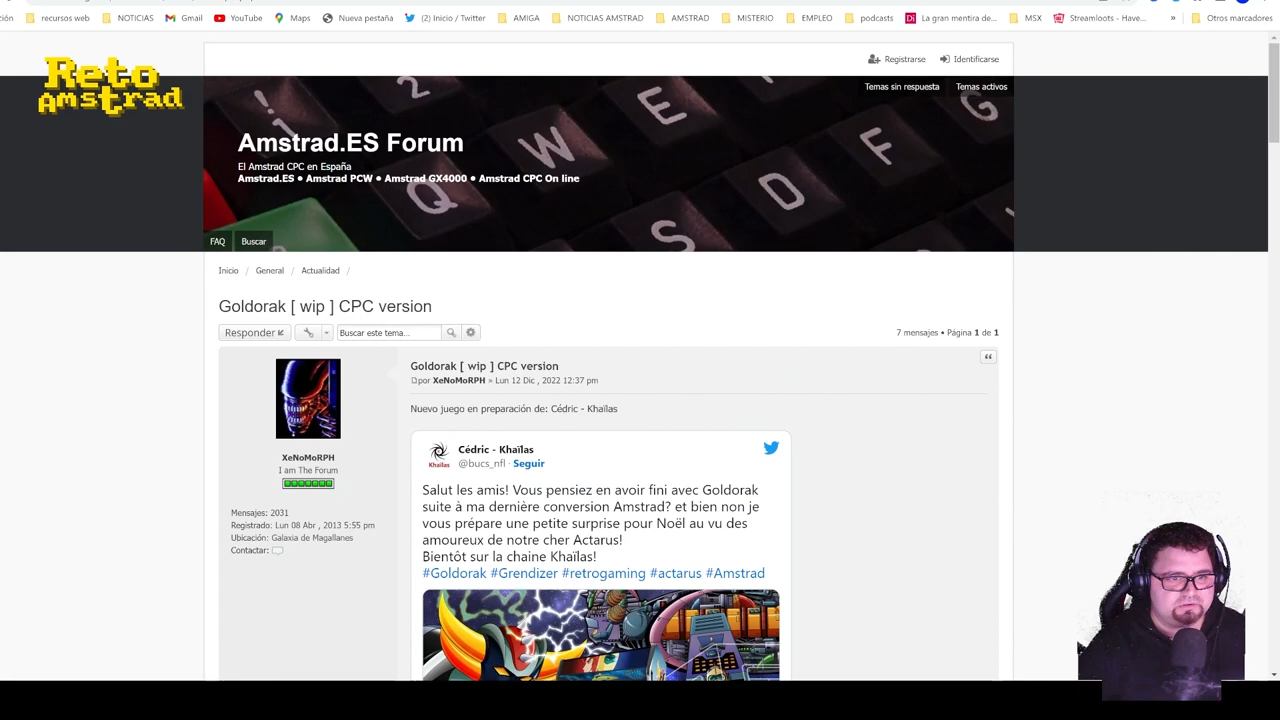 ción
recursos web
NOTICIAS
Gmail
YouTube
Maps
Nueva pestaña
(2) Inicio / Twitter
AMIGA
NOTICIAS AMSTRAD
AMSTRAD
MISTERIO
EMPLEO
podcasts
La gran mentira de...
MSX
Streamloots - Have...
»
Otros marcadores
Reto
Amstrad
Registrarse
Identificarse
Temas sin respuesta
Temas activos
Amstrad.ES Forum
El Amstrad CPC en España
Amstrad.ES • Amstrad PCW • Amstrad GX4000 • Amstrad CPC On line
! 2 Q W E S D F G
FAQ
Buscar
Inicio / General / Actualidad /
Goldorak [ wip ] CPC version
Responder
Buscar este tema...
7 mensajes • Página 1 de 1
Goldorak [ wip ] CPC version
por XeNoMoRPH » Lun 12 Dic , 2022 12:37 pm
Nuevo juego en preparación de: Cédric - Khaïlas
XeNoMoRPH
I am The Forum
Mensajes: 2031
Registrado: Lun 08 Abr , 2013 5:55 pm
Ubicación: Galaxia de Magallanes
Contactar:
Khaïlas
Cédric - Khaïlas
@bucs_nfl · Seguir
Salut les amis! Vous pensiez en avoir fini avec Goldorak
suite à ma dernière conversion Amstrad? et bien non je
vous prépare une petite surprise pour Noël au vu des
amoureux de notre cher Actarus!
Bientôt sur la chaine Khaïlas!
#Goldorak #Grendizer #retrogaming #actarus #Amstrad